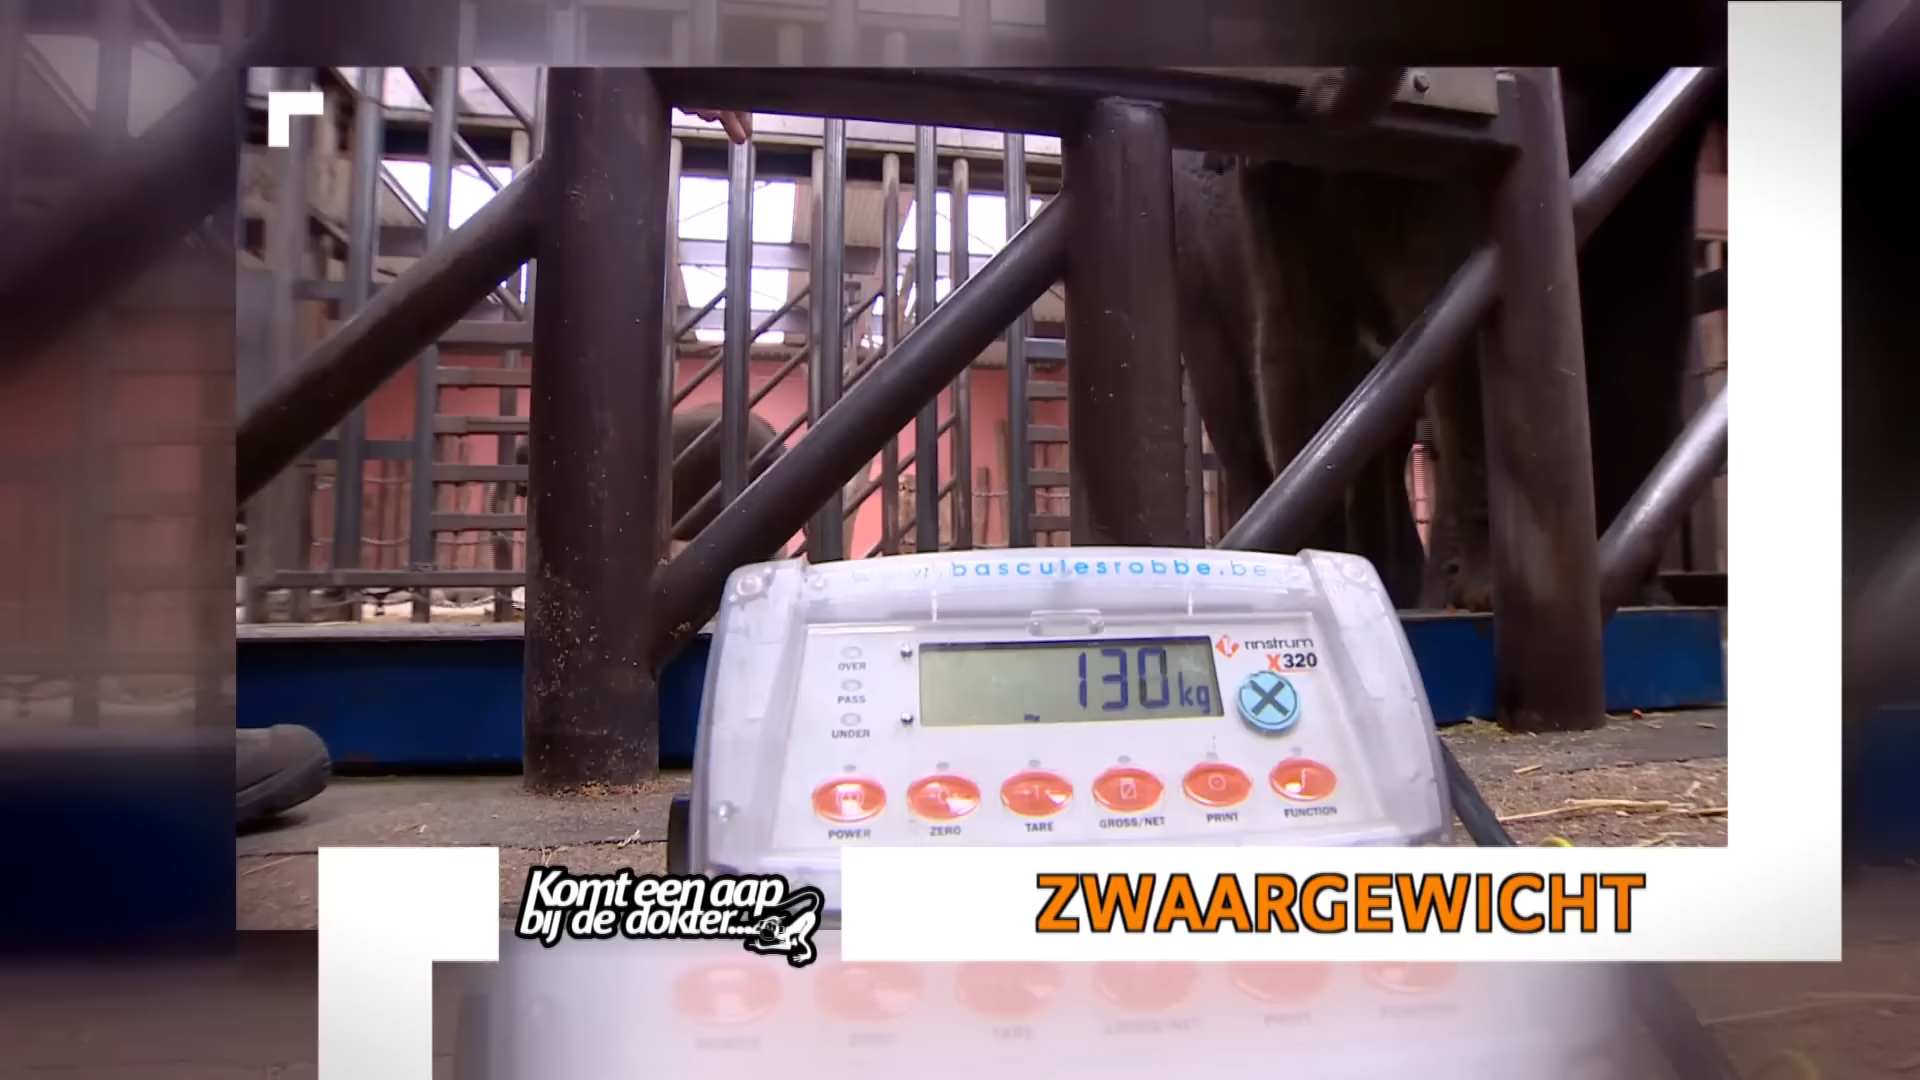 basculesrobbe.be
rinstrum
X320
OVER
PASS
UNDER
130 kg
POWER
ZERO
TARE
GROSS/NET
PRINT
FUNCTION
Komt een aap
bij de dokter...
ZWAARGEWICHT